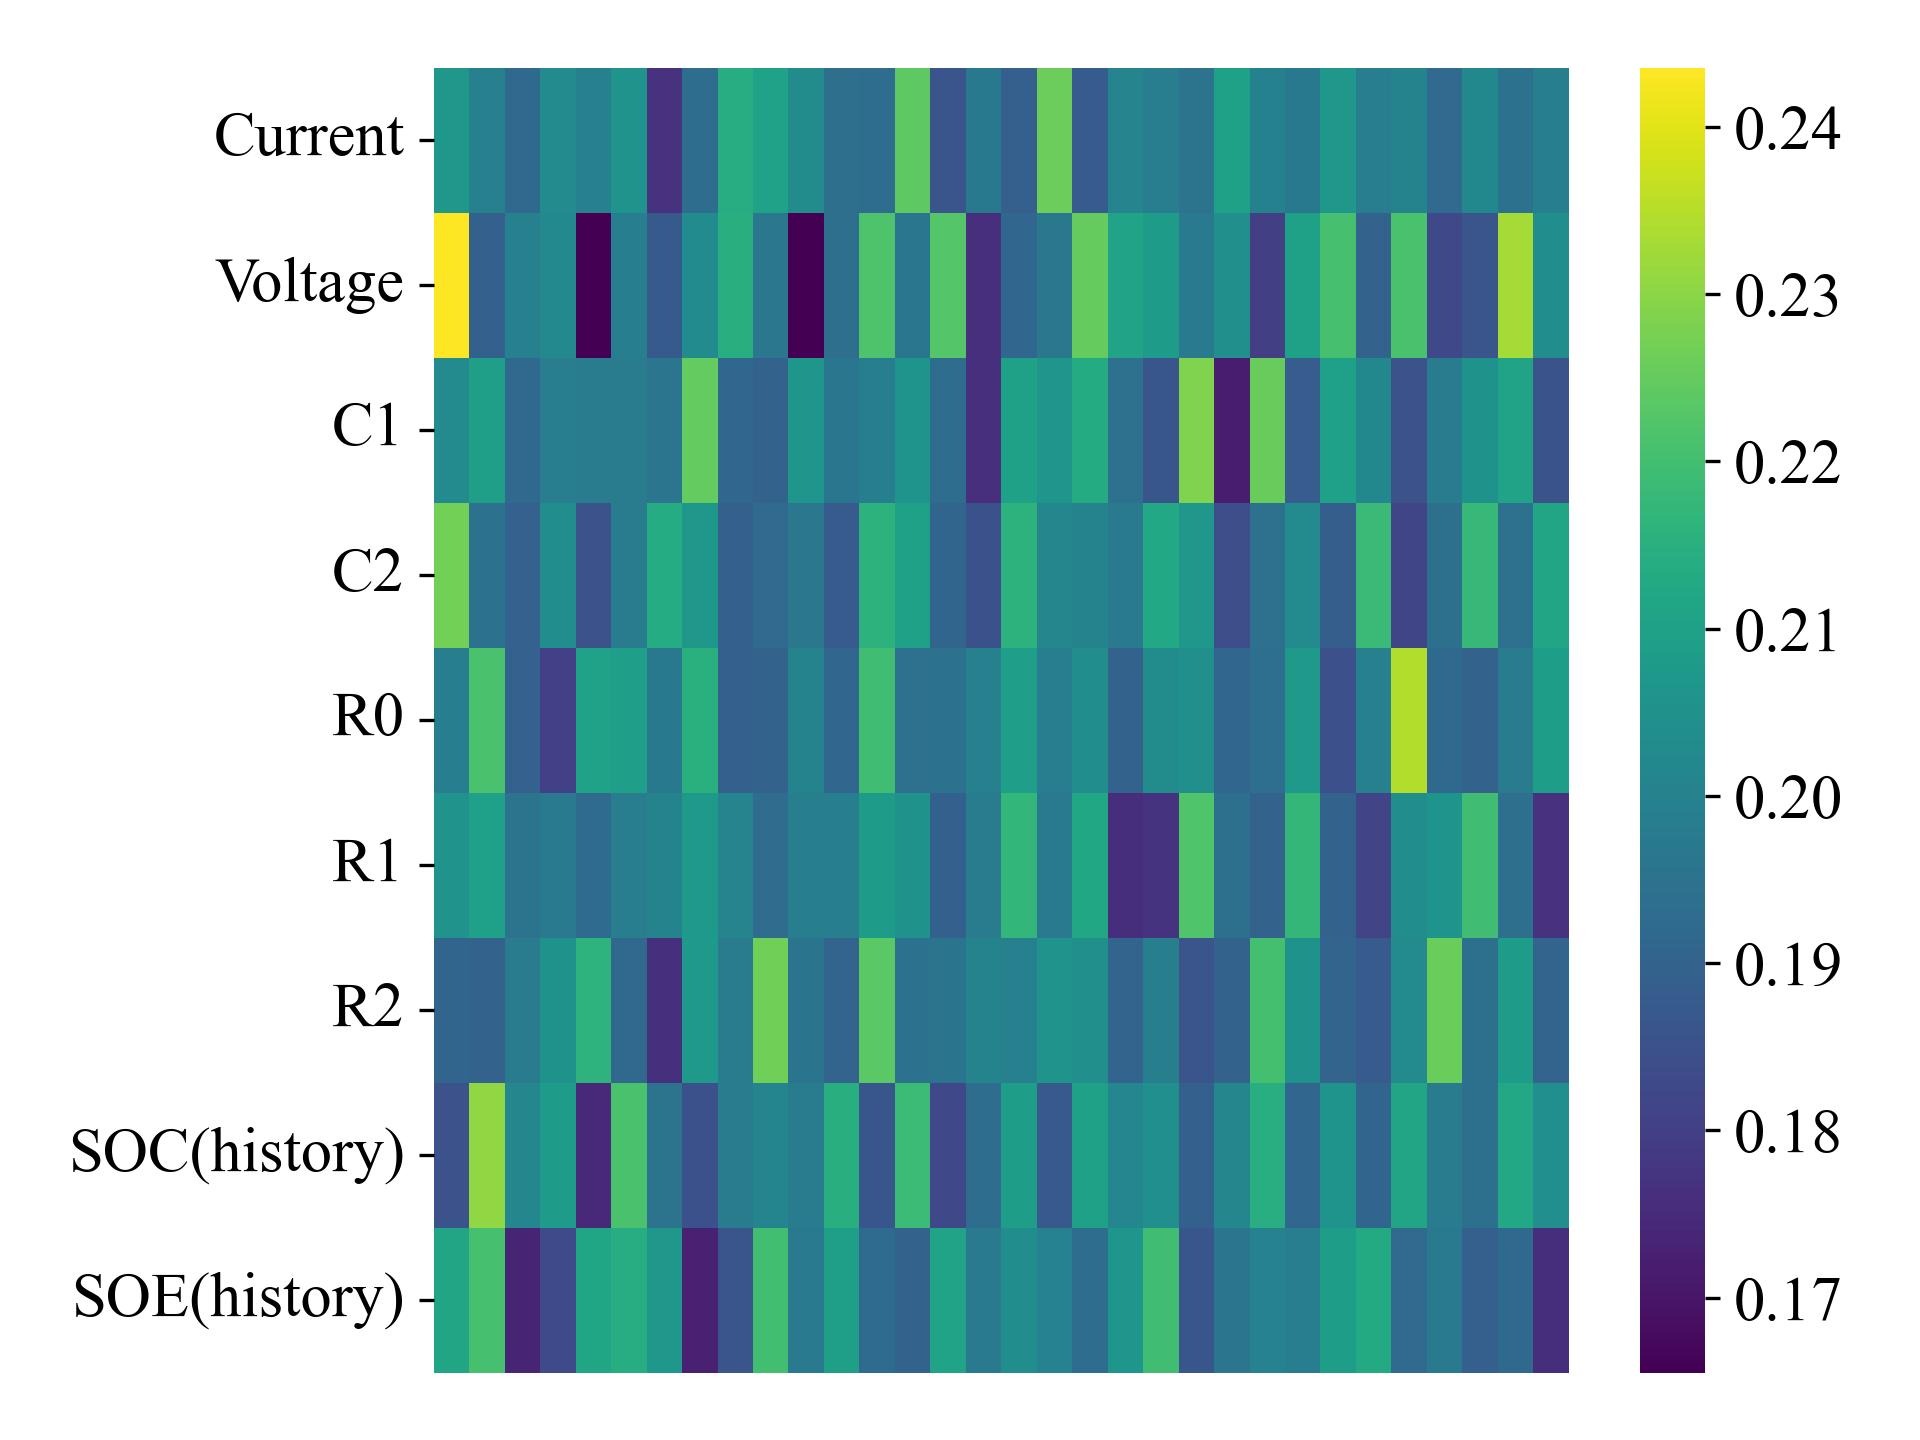 Current
Voltage
C1
C2
R0
R1
R2
SOC(history)
SOE(history)
0.24
0.23
0.22
0.21
0.20
0.19
0.18
0.17